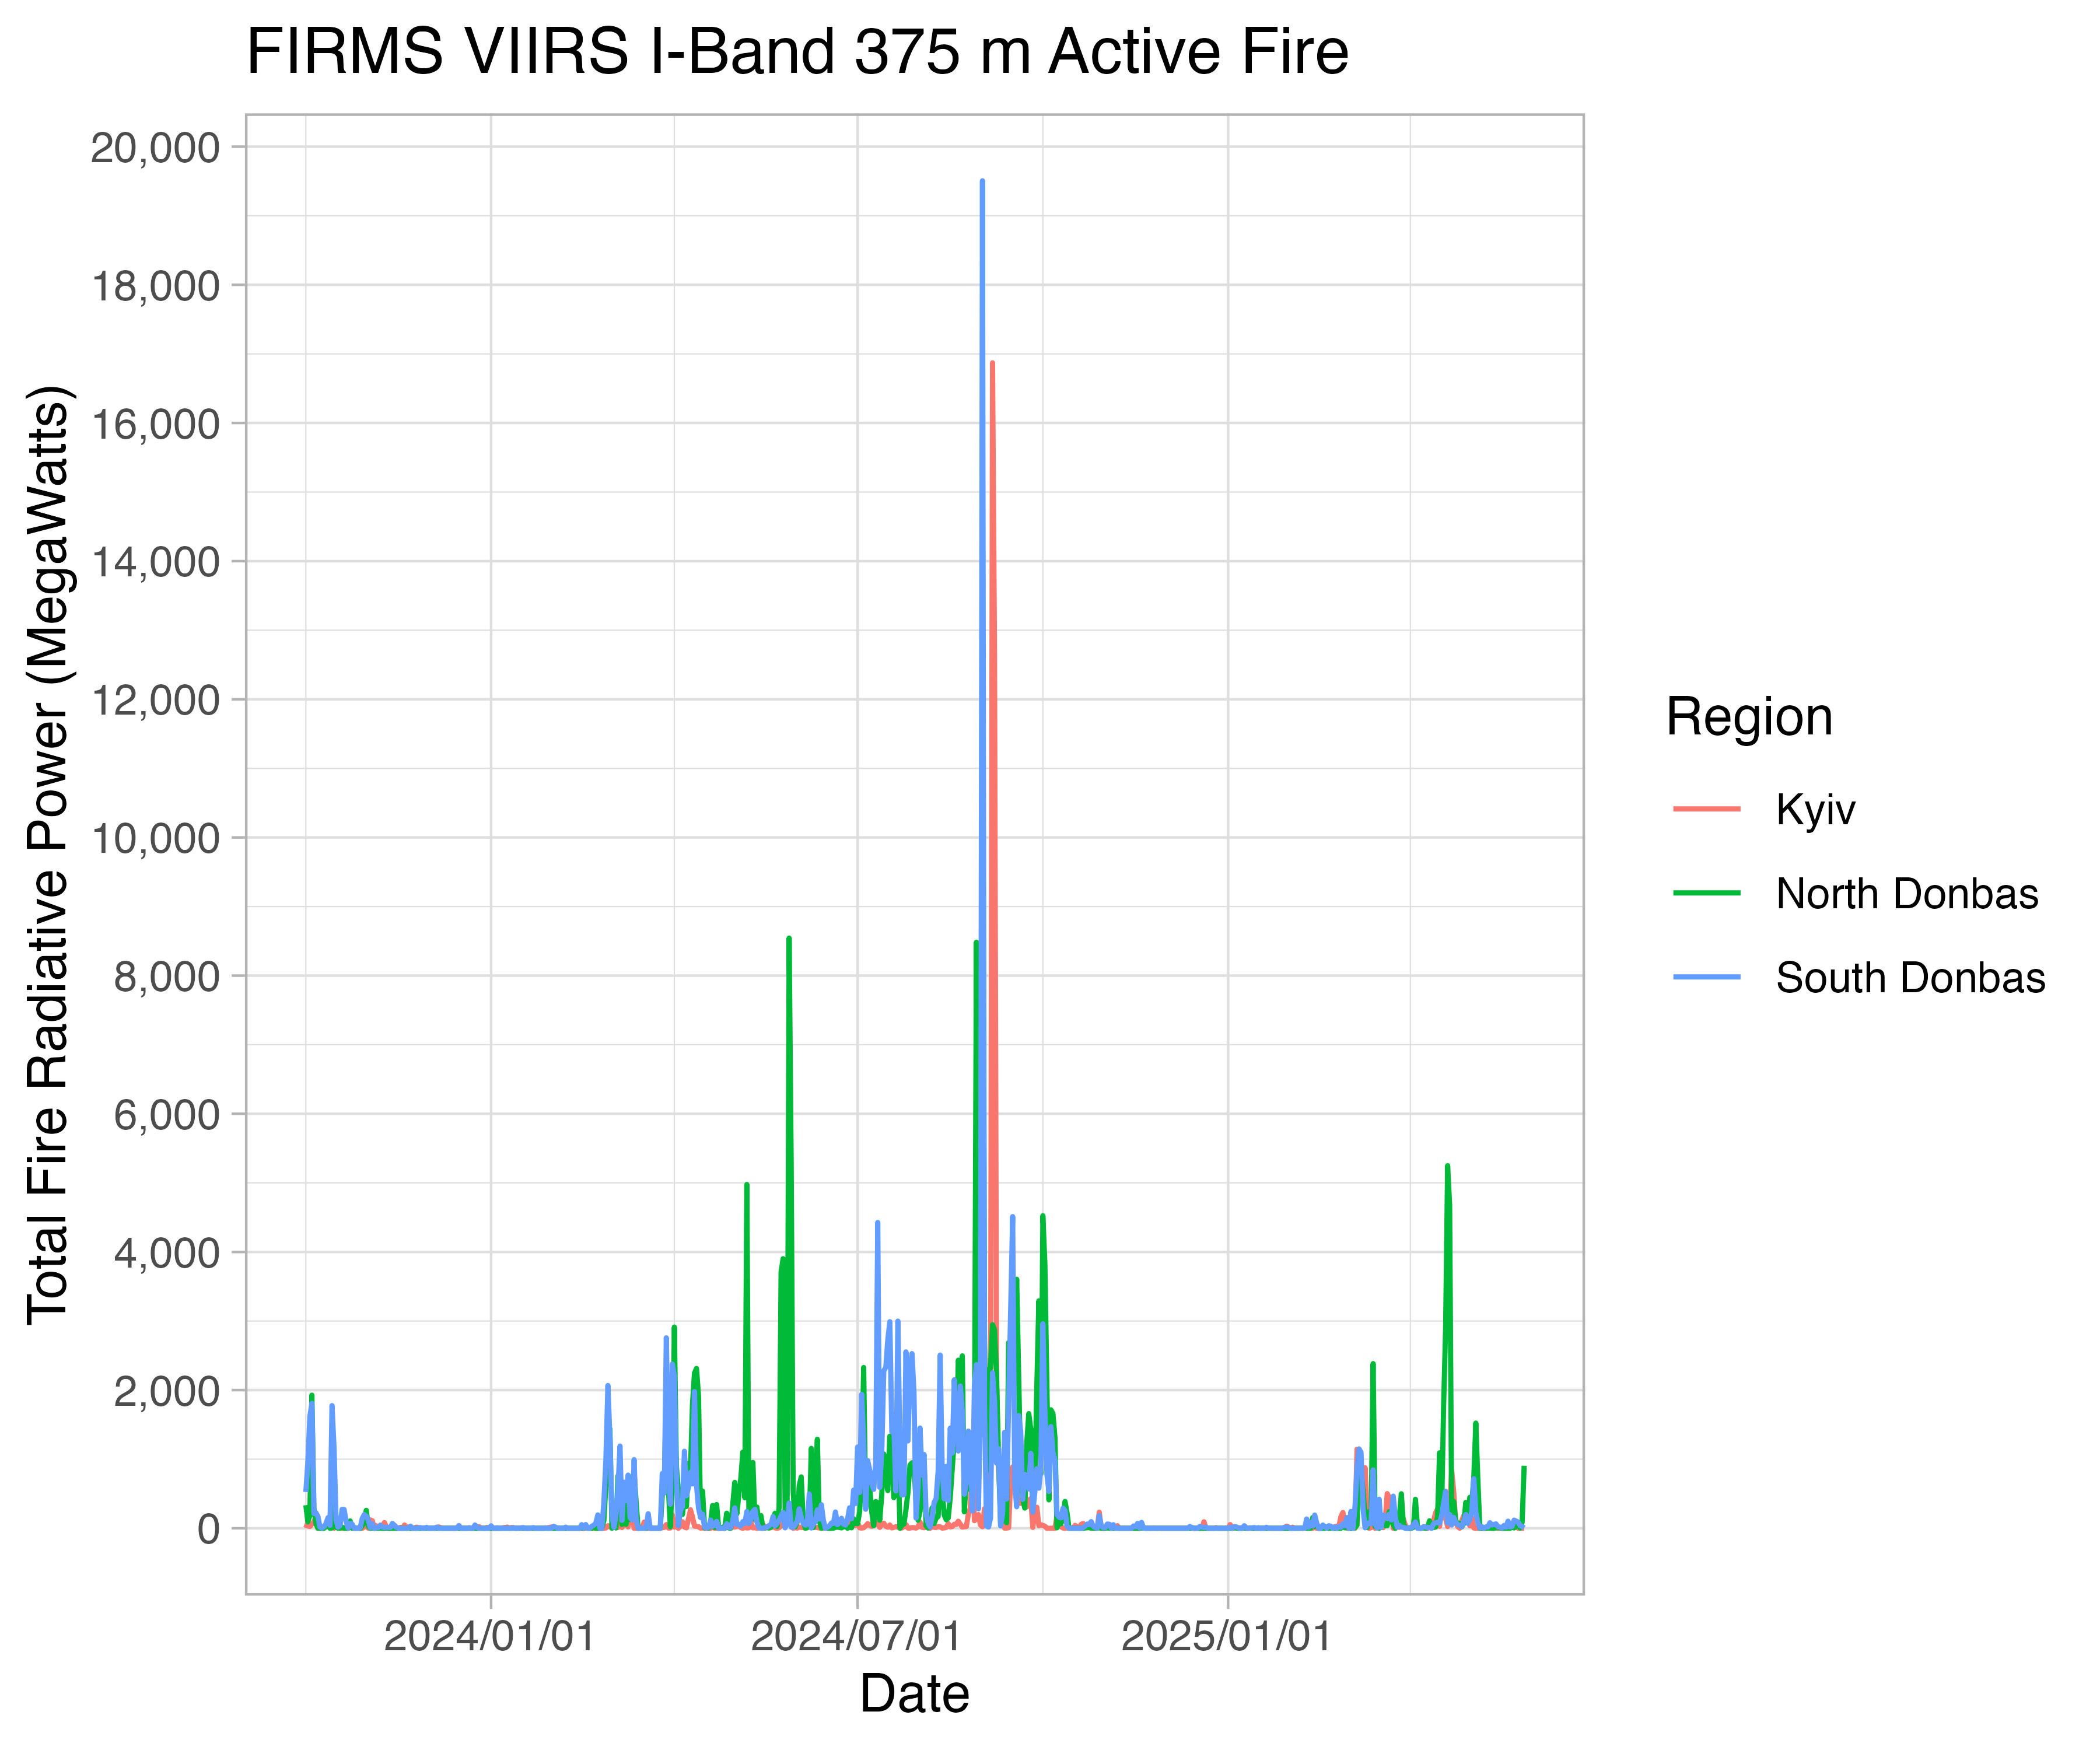 FIRMS VIIRS I-Band 375 m Active Fire
Total Fire Radiative Power (MegaWatts)
20,000
18,000
16,000
14,000
12,000
10,000
8,000
6,000
4,000
2,000
0
2024/01/01
2024/07/01
2025/01/01
Date
Region
Kyiv
North Donbas
South Donbas